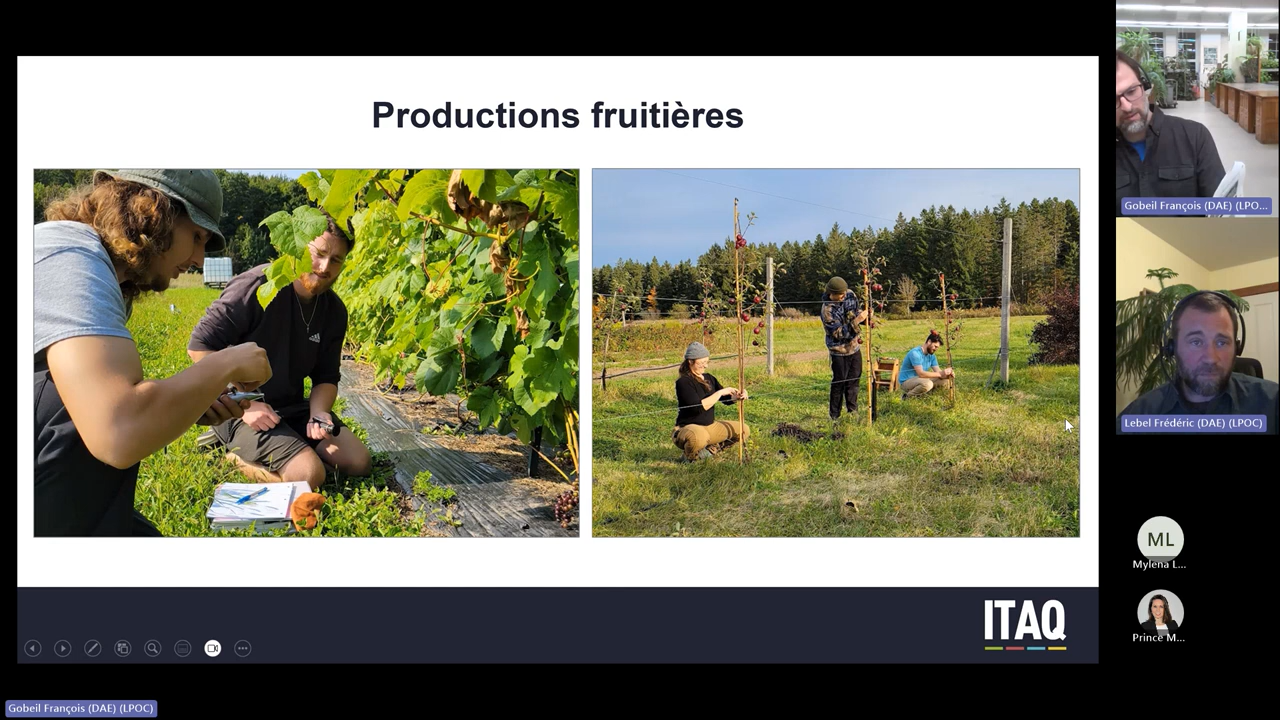 Productions fruitières
Gobeil François (DAE) (LPO...
Lebel Frédéric (DAE) (LPOC)
ML
Mylena L...
Prince M...
ITAQ
Gobeil François (DAE) (LPOC)